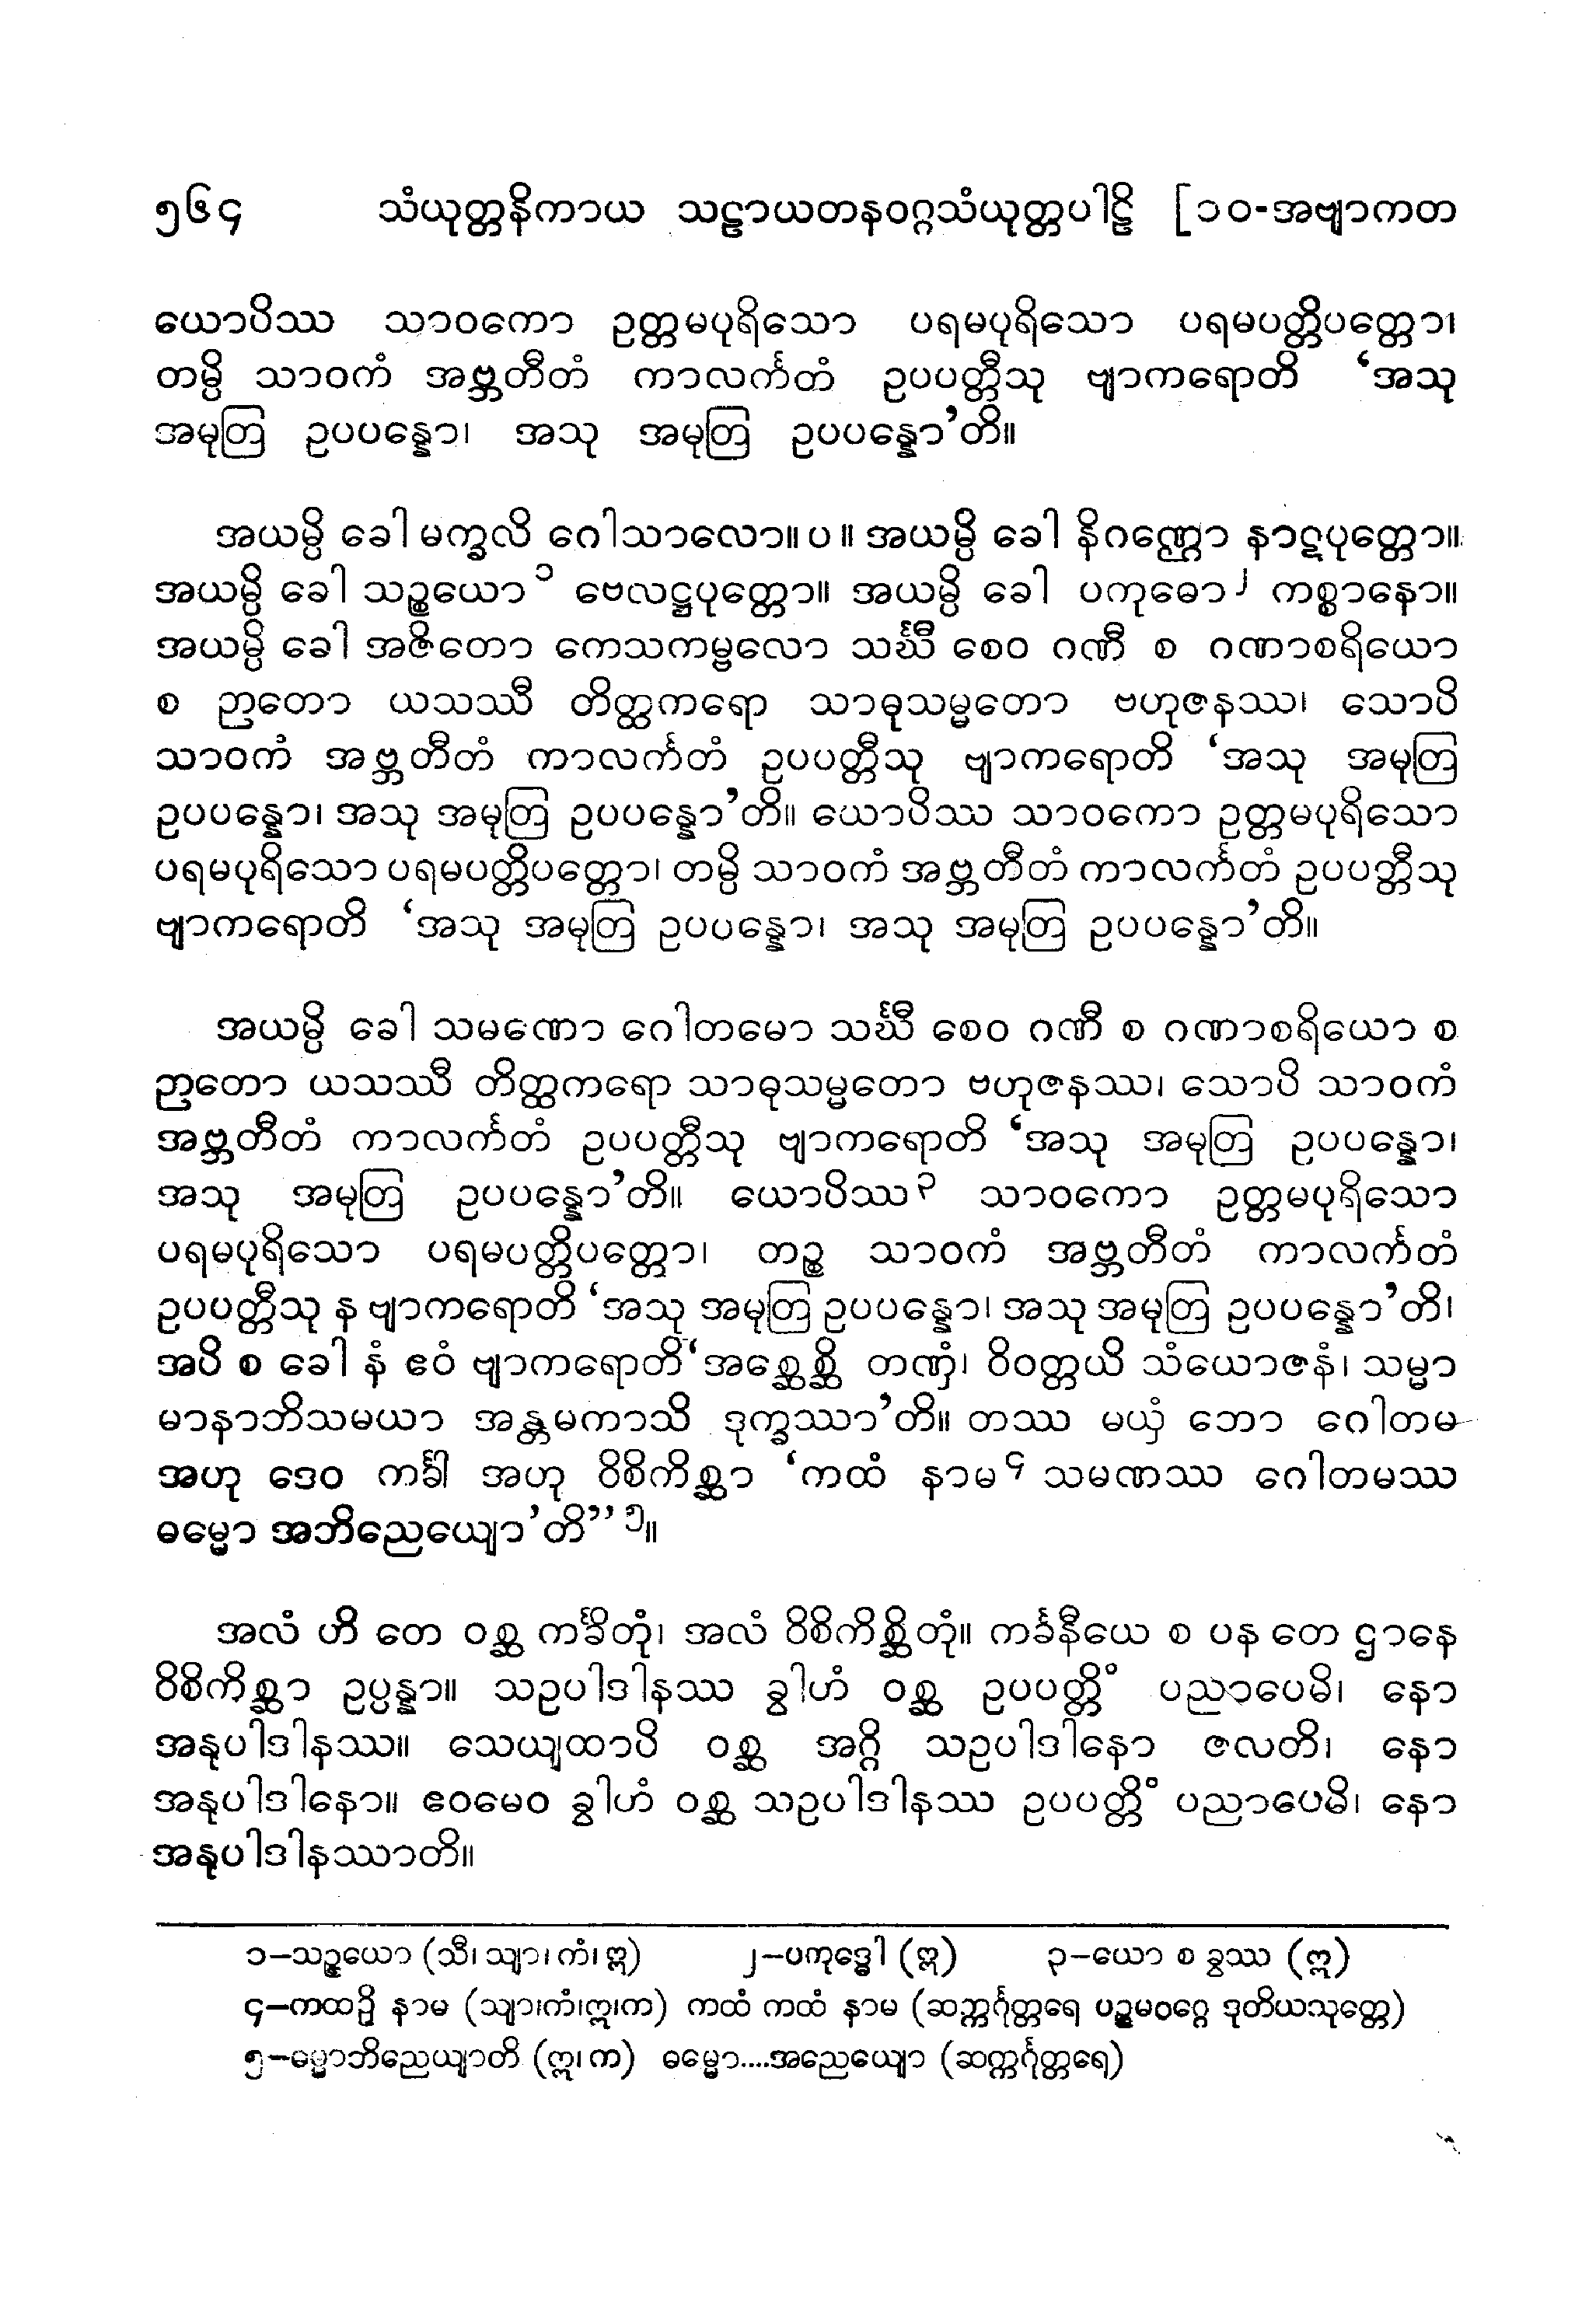 ၅၆၄ သံယုတ္တနိကာယ သဠာယတနဝဂ္ဂသံယုတ္တပါဠိ [၁၀-အဗျာကတ
ယောပိဿ သာဝကော ဥတ္တမပုရိသော ပရမပုရိသော ပရမပတ္တိပတ္တော၊
တမ္ပိ သာဝကံ အဗ္ဘတီတံ ကာလင်္ကတံ ဥပပတ္တီသု ဗျာကရောတိ ‘အသု
အမုတြ ဥပပန္နော၊ အသု အမုတြ ဥပပန္နော’တိ။
အယမ္ပိ ခေါ မက္ခလိ ဂေါသာလော။ ပ ။ အယမ္ပိ ခေါ နိဂဏ္ဌော နာဋပုတ္တော။
အယမ္ပိ ခေါ သဉ္စယော၁ ဗေလဋ္ဌပုတ္တော။ အယမ္ပိ ခေါ ပကုဓော၂ ကစ္စာနော။
အယမ္ပိ ခေါ အဇိတော ကေသကမ္ဗလော သင်္ဃီ စေဝ ဂဏီ စ ဂဏာစရိယော
စ ဉာတော ယသဿီ တိတ္ထကရော သာဓုသမ္မတော ဗဟုဇနဿ၊ သောပိ
သာဝကံ အဗ္ဘတီတံ ကာလင်္ကတံ ဥပပတ္တီသု ဗျာကရောတိ ‘အသု အမုတြ
ဥပပန္နော၊ အသု အမုတြ ဥပပန္နော’တိ။ ယောပိဿ သာဝကော ဥတ္တမပုရိသော
ပရမပုရိသော ပရမပတ္တိပတ္တော၊ တမ္ပိ သာဝကံ အဗ္ဘတီတံ ကာလင်္ကတံ ဥပပတ္တီသု
ဗျာကရောတိ ‘အသု အမုတြ ဥပပန္နော၊ အသု အမုတြ ဥပပန္နော’တိ။
အယမ္ပိ ခေါ သမဏော ဂေါတမော သင်္ဃီ စေဝ ဂဏီ စ ဂဏာစရိယော စ
ဉာတော ယသဿီ တိတ္ထကရော သာဓုသမ္မတော ဗဟုဇနဿ၊ သောပိ သာဝကံ
အဗ္ဘတီတံ ကာလင်္ကတံ ဥပပတ္တီသု ဗျာကရောတိ ‘အသု အမုတြ ဥပပန္နော၊
အသု အမုတြ ဥပပန္နော’တိ။ ယောပိဿ၃ သာဝကော ဥတ္တမပုရိသော
ပရမပုရိသော ပရမပတ္တိပတ္တော၊ တဉ္စ သာဝကံ အဗ္ဘတီတံ ကာလင်္ကတံ
ဥပပတ္တီသု န ဗျာကရောတိ ‘အသု အမုတြ ဥပပန္နော၊ အသု အမုတြ ဥပပန္နော’တိ၊
အပိ စ ခေါ နံ ဧဝံ ဗျာကရောတိ‘အစ္ဆေစ္ဆိ တဏှံ၊ ဝိဝတ္တယိ သံယောဇနံ၊ သမ္မာ
မာနာဘိသမယာ အန္တမကာသိ ဒုက္ခဿာ’တိ။ တဿ မယှံ ဘော ဂေါတမ
အဟု ဒေဝ ကင်္ခါ အဟု ဝိစိကိစ္ဆာ ‘ကထံ နာမ၄ သမဏဿ ဂေါတမဿ
ဓမ္မော အဘိညေယျော’တိ’’၅။
အလံ ဟိ တေ ဝစ္ဆ ကင်္ခိတုံ၊ အလံ ဝိစိကိစ္ဆိတုံ။ ကင်္ခနီယေ စ ပန တေ ဌာနေ
ဝိစိကိစ္ဆာ ဥပ္ပန္နာ။ သဥပါဒါနဿ ခွါဟံ ဝစ္ဆ ဥပပတ္တိံ ပညာပေမိ၊ နော
အနုပါဒါနဿ။ သေယျထာပိ ဝစ္ဆ အဂ္ဂိ သဥပါဒါနော ဇလတိ၊ နော
အနုပါဒါနော။ ဧဝမေဝ ခွါဟံ ဝစ္ဆ သဥပါဒါနဿ ဥပပတ္တိံ ပညာပေမိ၊ နော
အနုပါဒါနဿာတိ။
၁–သဉ္ဇယော (သီ၊ သျာ၊ ကံ၊ ဣ) ၂–ပကုဒ္ဓေါ (ဣ) ၃–ယော စ ခွဿ (ဣ)
၄–ကထဉှိ နာမ (သျာ၊ကံ၊ဣ၊က) ကထံ ကထံ နာမ (ဆက္ကင်္ဂုတ္တရေ ပဉ္စမဝဂ္ဂေ ဒုတိယသုတ္တေ)
၅–ဓမ္မာဘိညေယျာတိ (ဣ၊ က) ဓမ္မော....အညေယျော (ဆက္ကင်္ဂုတ္တရေ)